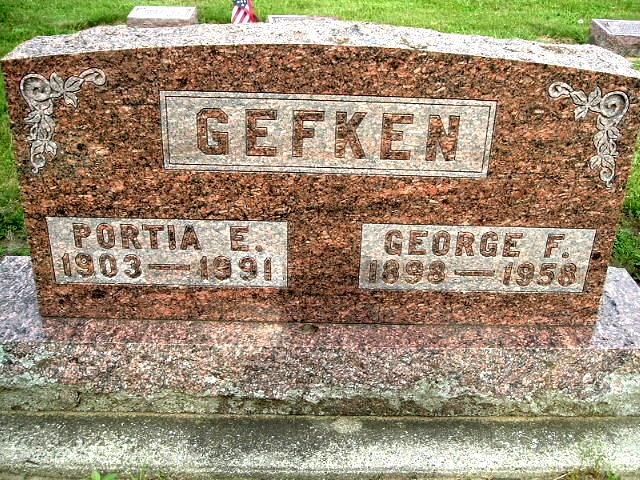 GEFKEN
PORTIA E.
1903—1991
GEORGE F.
1898—1958